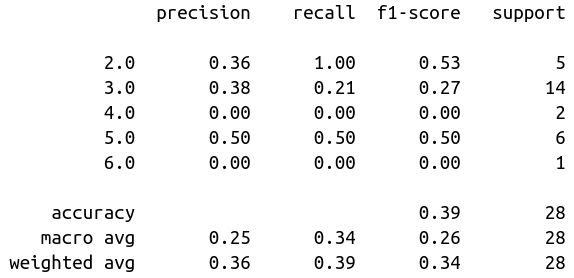 precision recall f1-score support
2.0 0.36 1.00 0.53 5
3.0 0.38 0.21 0.27 14
4.0 0.00 0.00 0.00 2
5.0 0.50 0.50 0.50 6
6.0 0.00 0.00 0.00 1
accuracy 0.39 28
macro avg 0.25 0.34 0.26 28
weighted avg 0.36 0.39 0.34 28